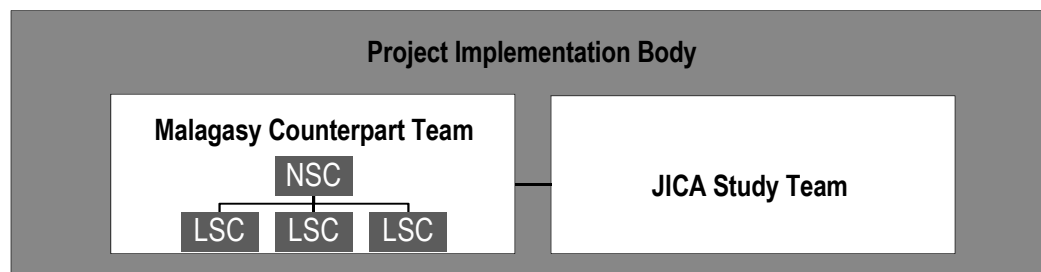 Project Implementation Body
Malagasy Counterpart Team
NSC
LSC LSC LSC
JICA Study Team